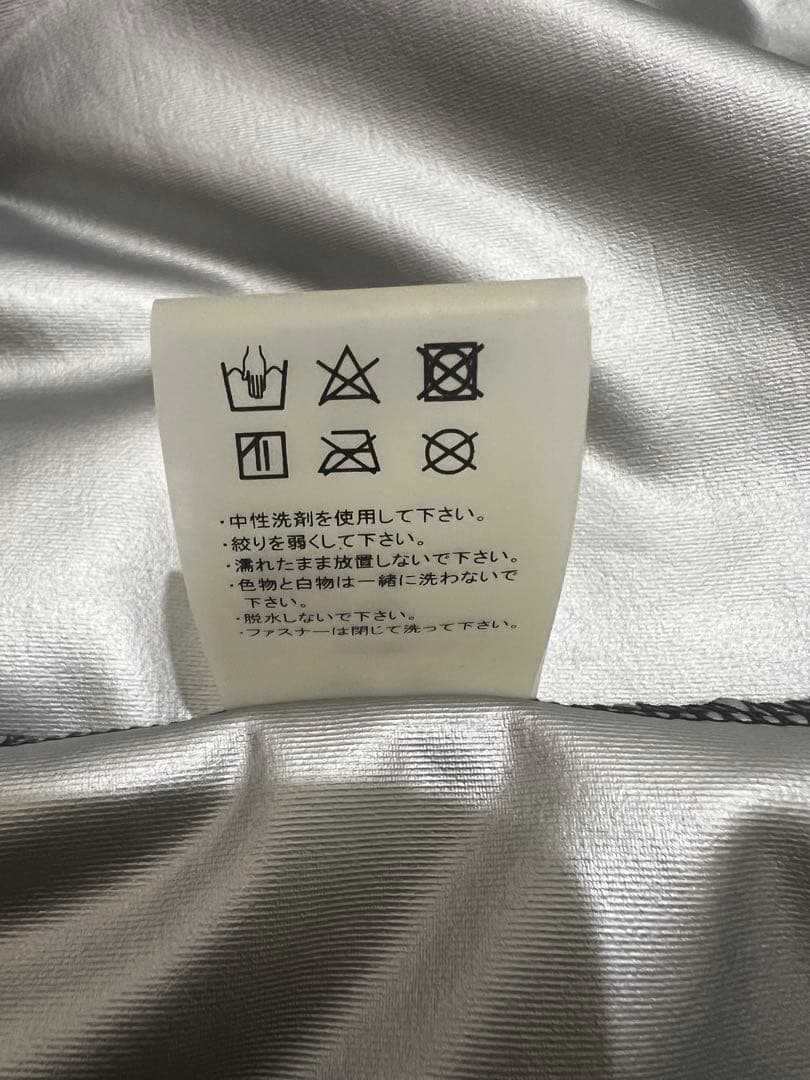 ・中性洗剤を使用して下さい。
・絞りを弱くして下さい。
・濡れたまま放置しないで下さい。
・色物と白物は一緒に洗わないで
下さい。
・脱水しないで下さい。
・ファスナーは閉じて洗って下さい。